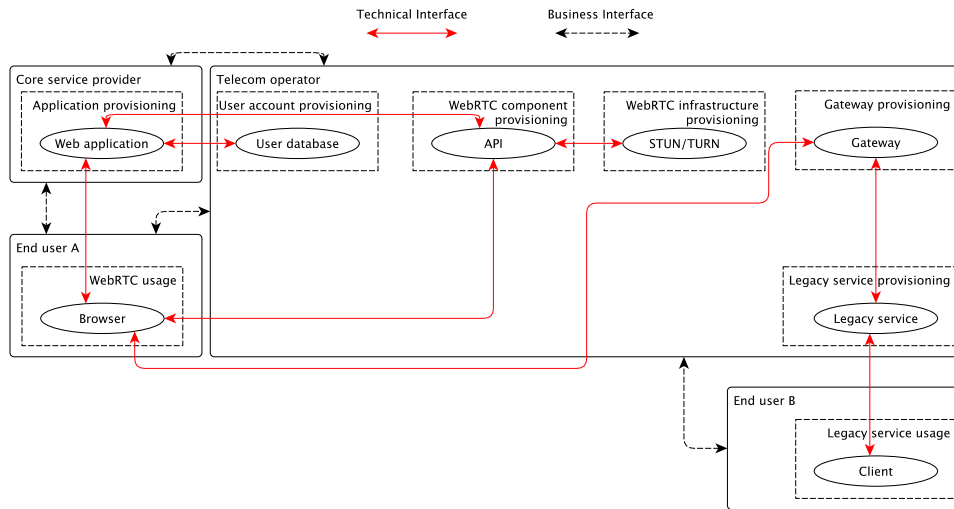 Technical Interface
Business Interface
Core service provider
Telecom operator
Application provisioning
User account provisioning
WebRTC component
provisioning
WebRTC infrastructure
provisioning
Gateway provisioning
Web application
User database
API
STUN/TURN
Gateway
End user A
WebRTC usage
Legacy service provisioning
Browser
Legacy service
End user B
Legacy service usage
Client